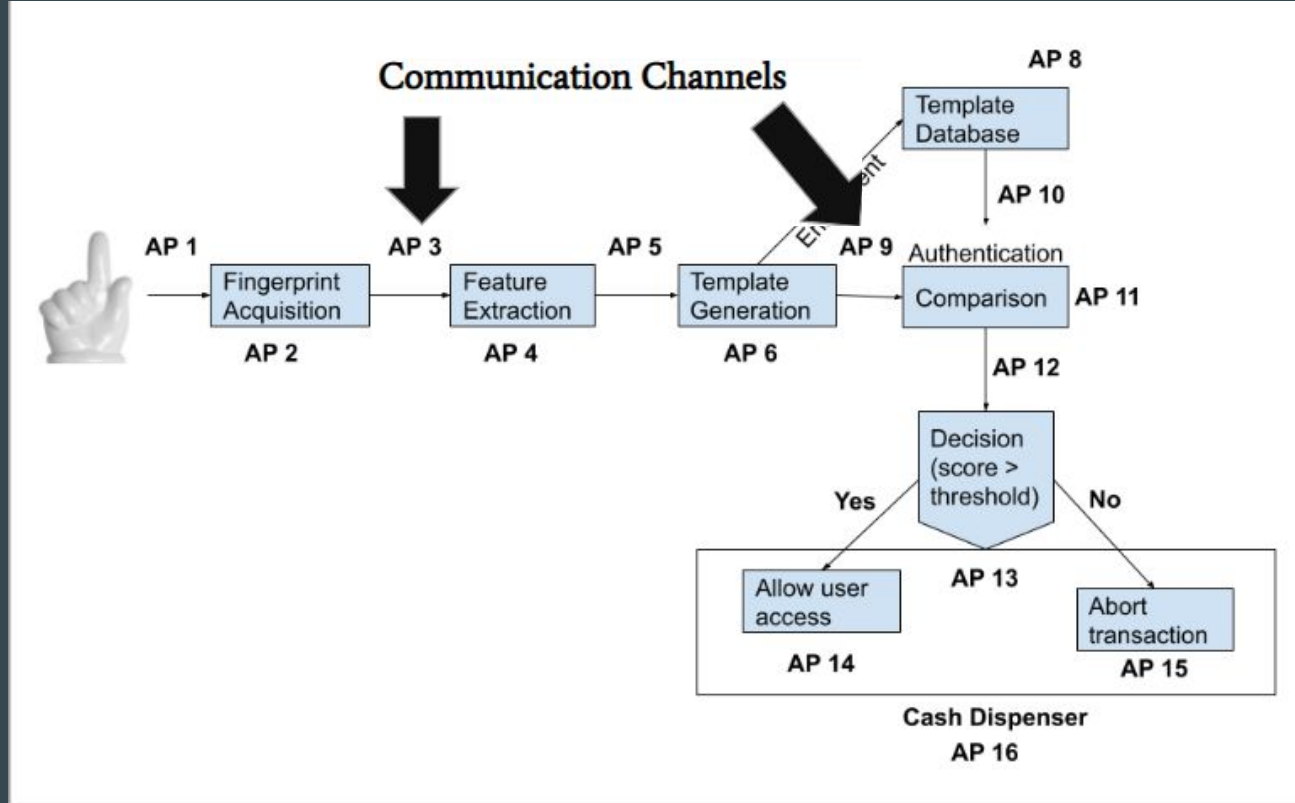 Communication Channels
AP 8
Template
Database
AP 10
AP 1
AP 3
AP 5
AP 9
Authentication
Fingerprint
Acquisition
Feature
Extraction
Template
Generation
Comparison
AP 11
AP 2
AP 4
AP 6
AP 12
Decision
(score >
threshold)
Yes
No
AP 13
Allow user
access
Abort
transaction
AP 14
AP 15
Cash Dispenser
AP 16